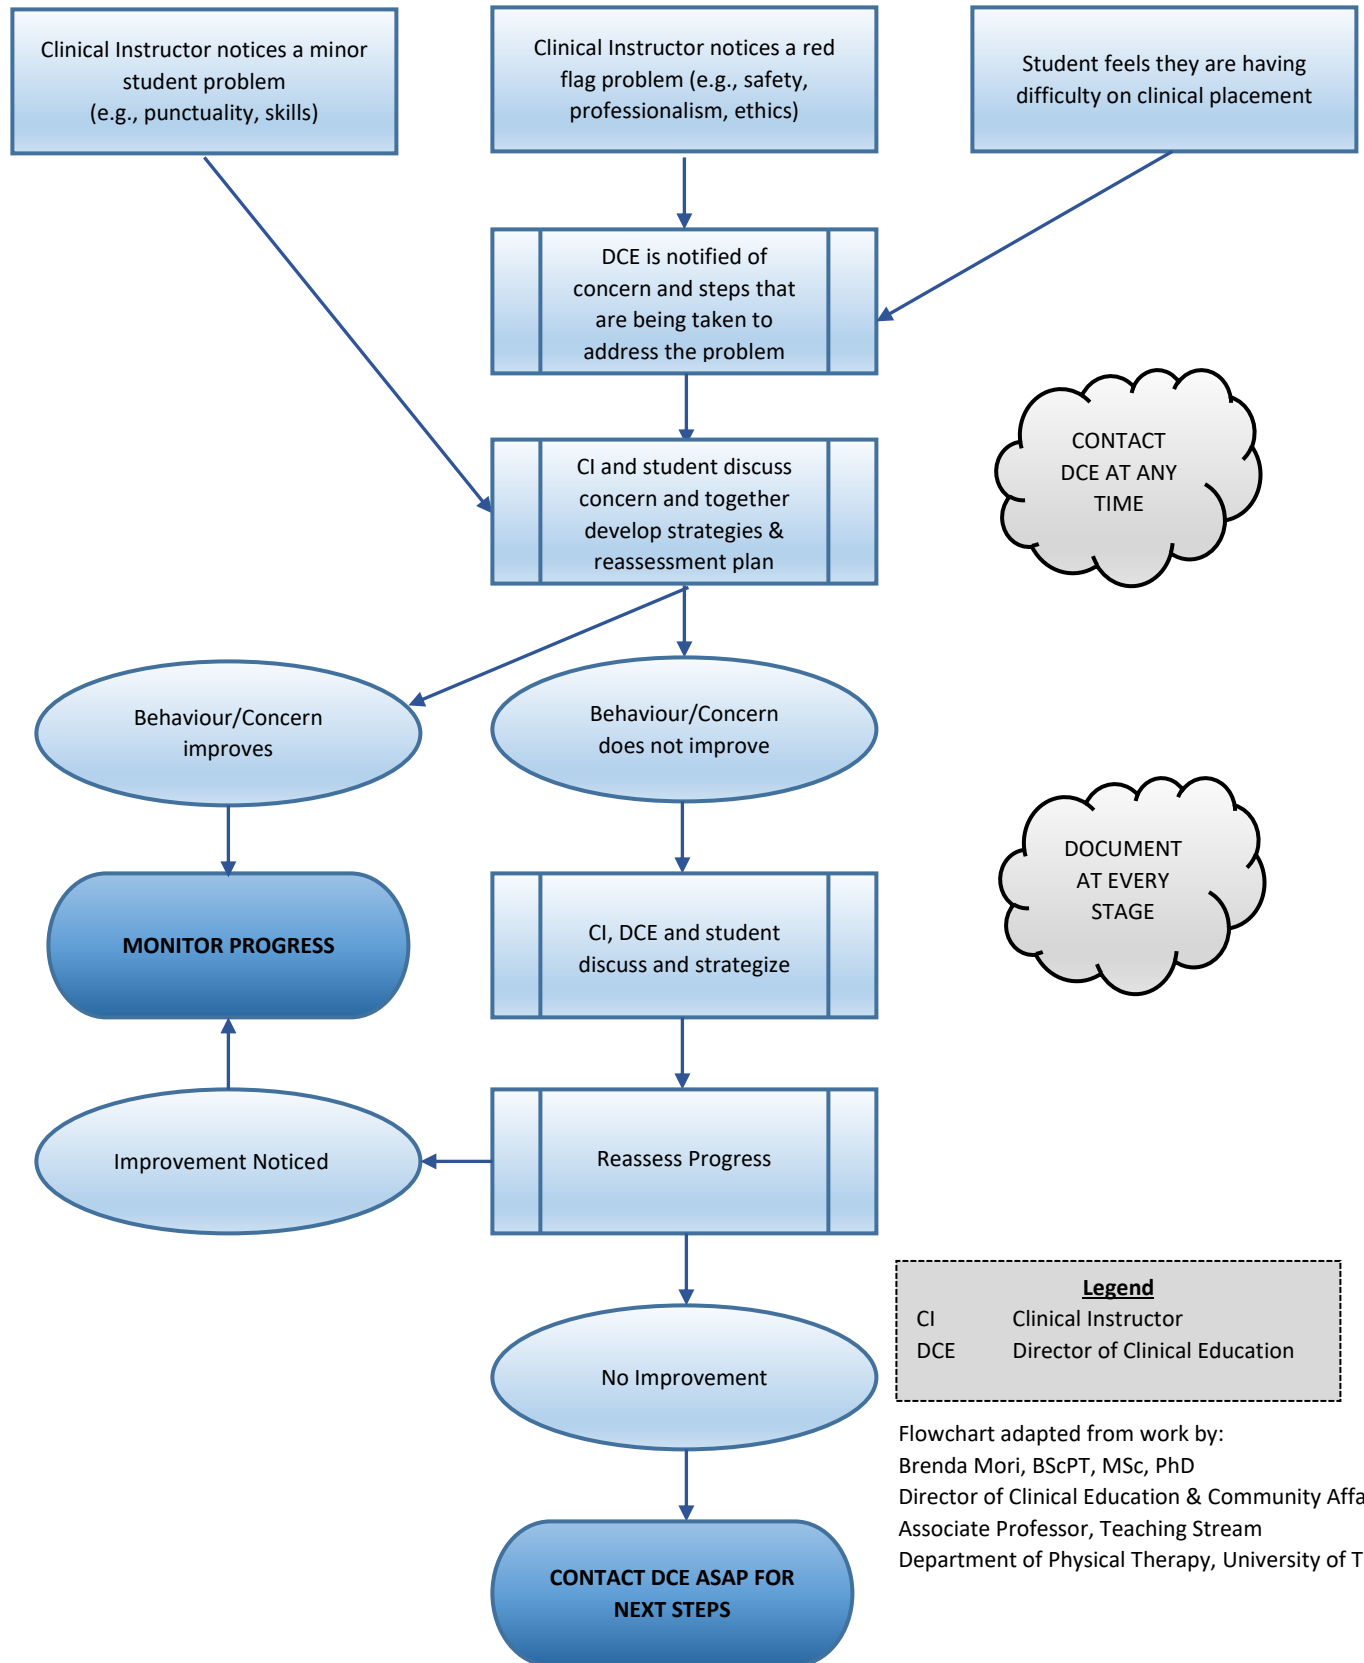 Clinical Instructor notices a minor
student problem
(e.g., punctuality, skills)
Clinical Instructor notices a red
flag problem (e.g., safety,
professionalism, ethics)
Student feels they are having
difficulty on clinical placement
DCE is notified of
concern and steps that
are being taken to
address the problem
CONTACT
DCE AT ANY
TIME
CI and student discuss
concern and together
develop strategies &
reassessment plan
Behaviour/Concern
improves
Behaviour/Concern
does not improve
DOCUMENT
AT EVERY
STAGE
MONITOR PROGRESS
CI, DCE and student
discuss and strategize
Improvement Noticed
Reassess Progress
Legend
CI Clinical Instructor
DCE Director of Clinical Education
No Improvement
Flowchart adapted from work by:
Brenda Mori, BScPT, MSc, PhD
Director of Clinical Education & Community Affa
Associate Professor, Teaching Stream
Department of Physical Therapy, University of T
CONTACT DCE ASAP FOR
NEXT STEPS